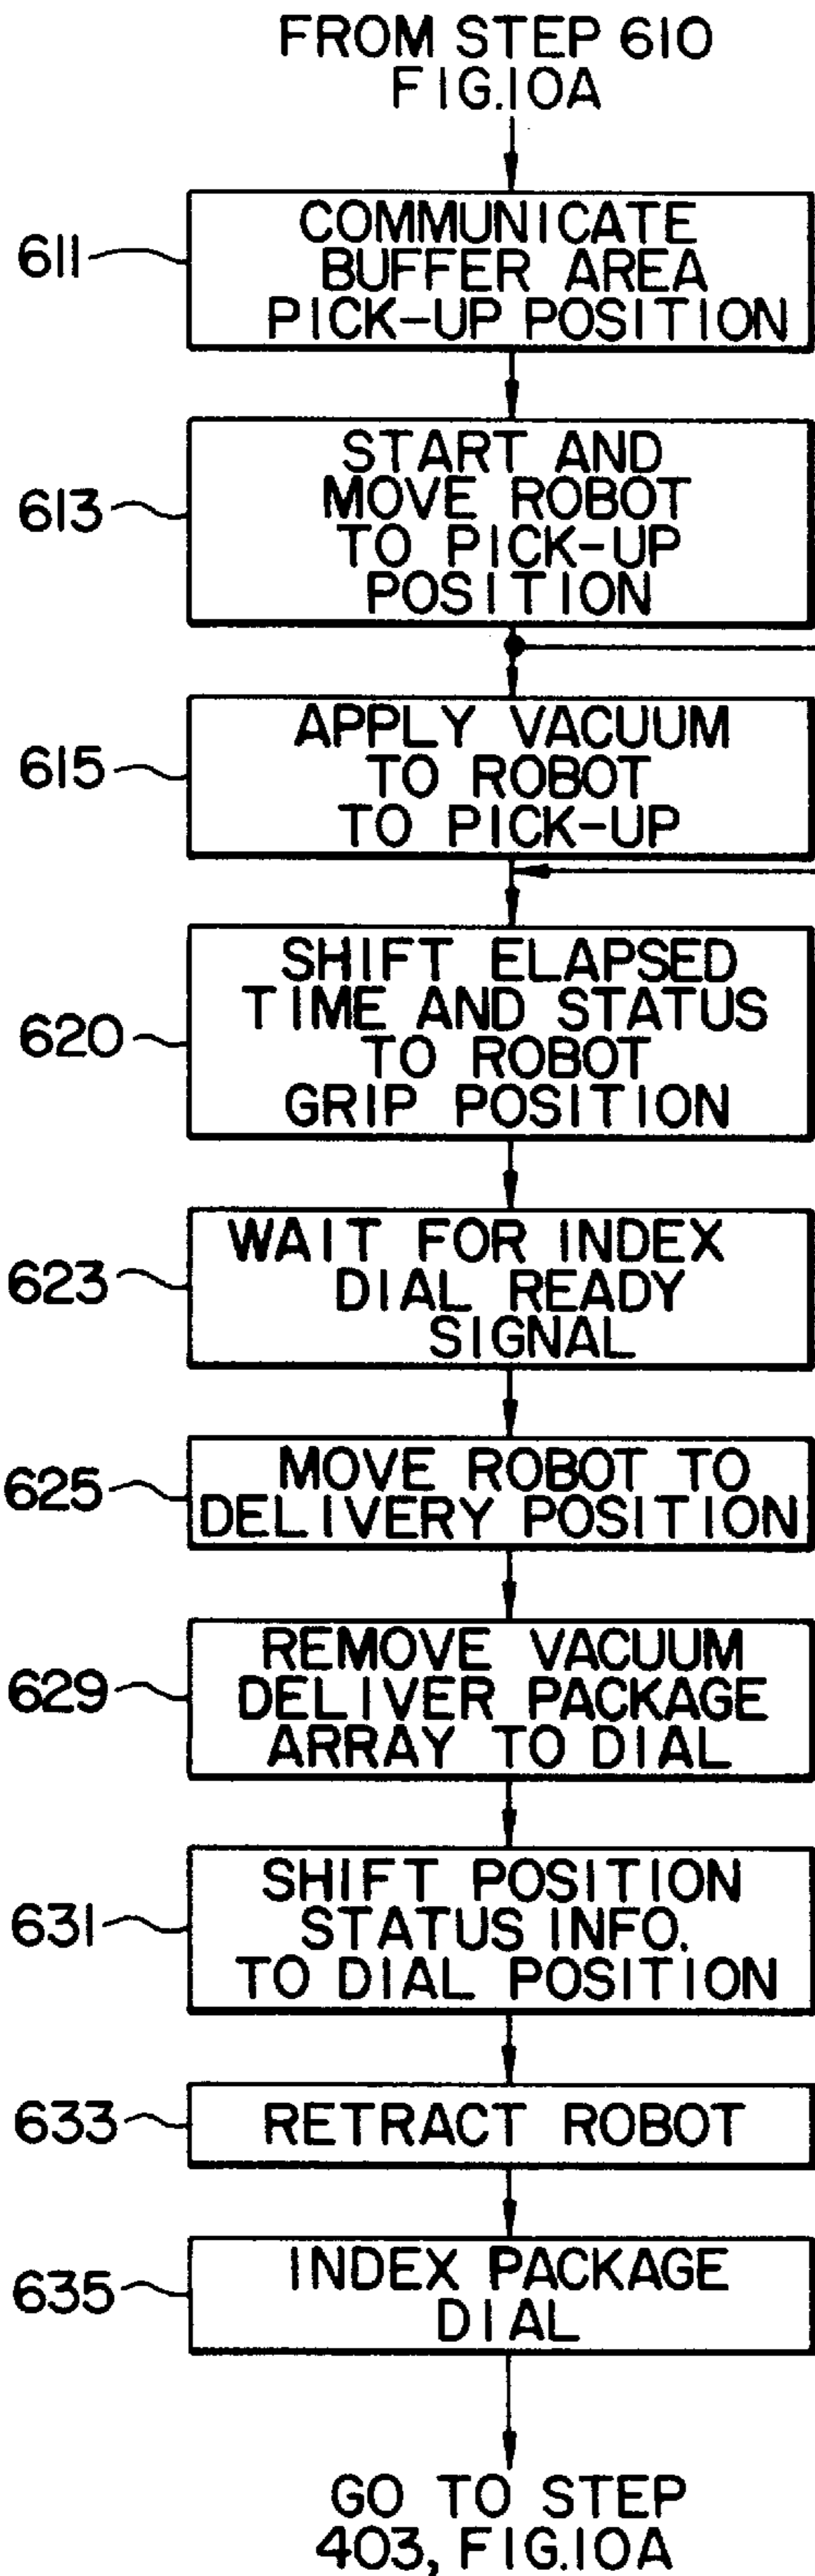 FROM STEP 610
FIG.10A
COMMUNICATE
BUFFER AREA
PICK-UP POSITION
611
START AND
MOVE ROBOT
TO PICK-UP
POSITION
613
APPLY VACUUM
TO ROBOT
TO PICK-UP
615
SHIFT ELAPSED
TIME AND STATUS
TO ROBOT
GRIP POSITION
620
WAIT FOR INDEX
DIAL READY
SIGNAL
623
MOVE ROBOT TO
DELIVERY POSITION
625
REMOVE VACUUM
DELIVER PACKAGE
ARRAY TO DIAL
629
SHIFT POSITION
STATUS INFO.
TO DIAL POSITION
631
RETRACT ROBOT
633
INDEX PACKAGE
DIAL
635
GO TO STEP
403, FIG.10A